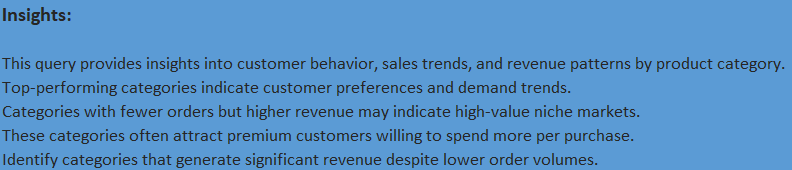 Insights:
This query provides insights into customer behavior, sales trends, and revenue patterns by product category.
Top-performing categories indicate customer preferences and demand trends.
Categories with fewer orders but higher revenue may indicate high-value niche markets.
These categories often attract premium customers willing to spend more per purchase.
Identify categories that generate significant revenue despite lower order volumes.